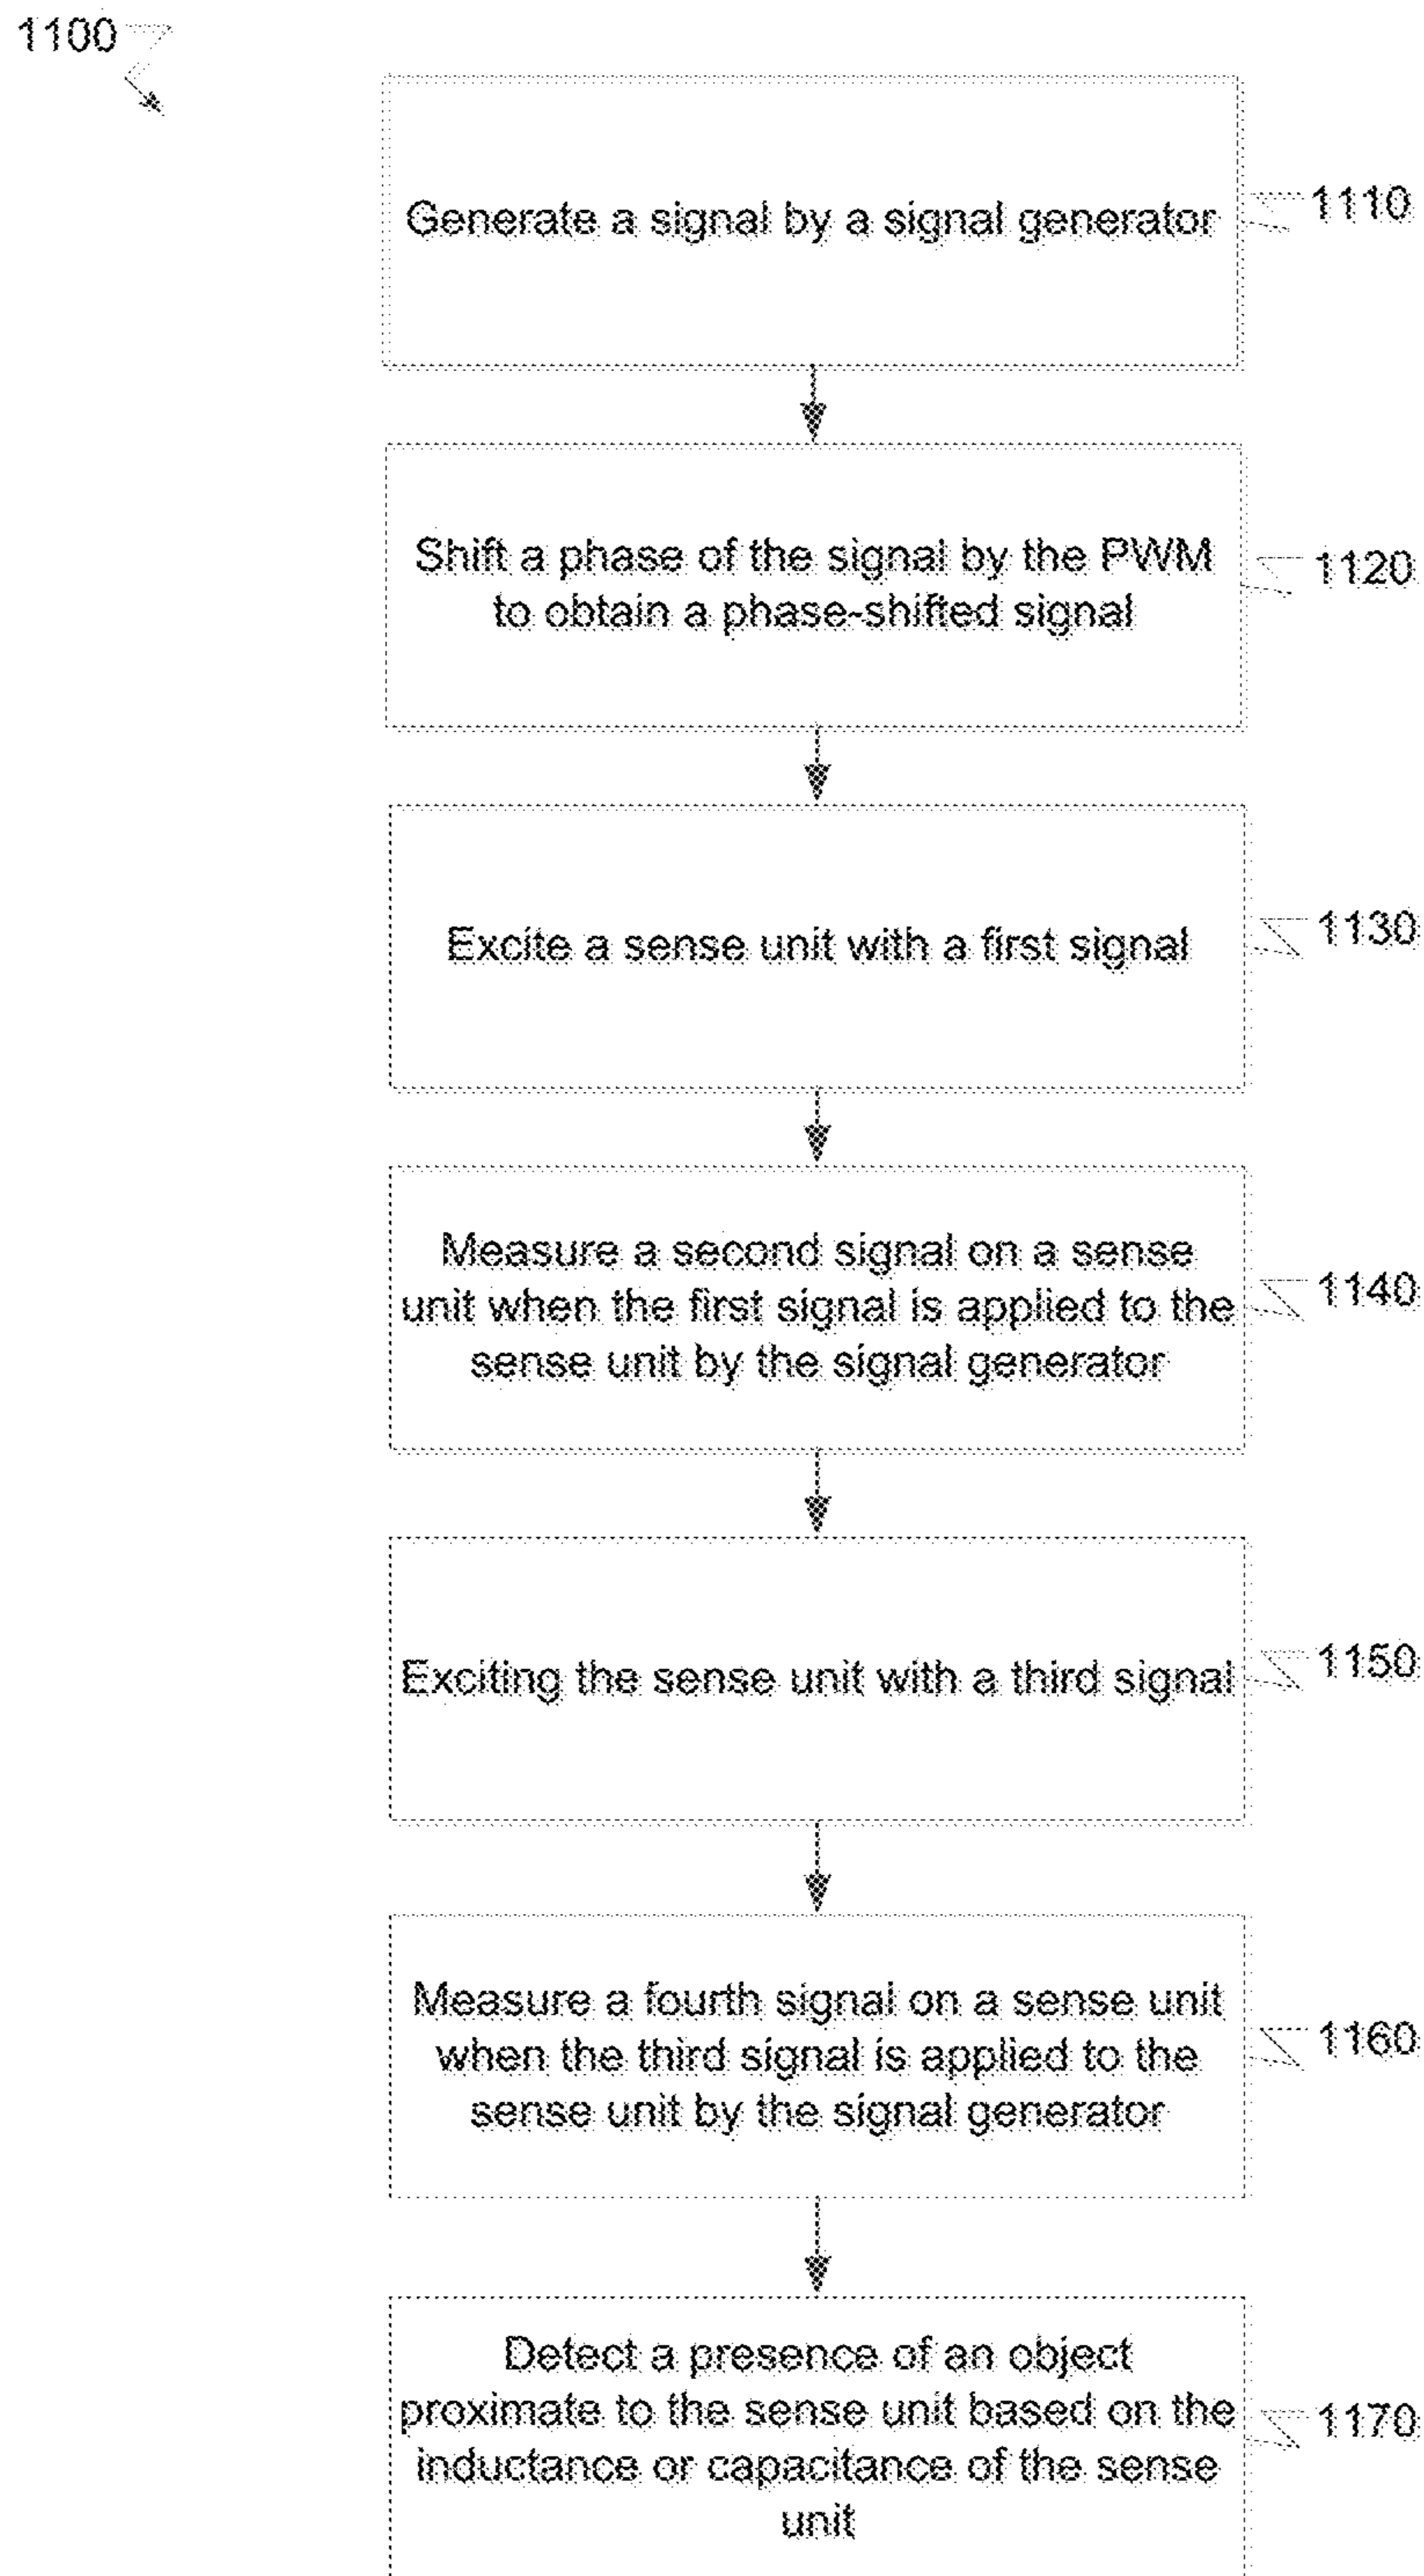 1100
Generate a signal by a signal generator
1110
Shift a phase of the signal by the PWM
to obtain a phase-shifted signal
1120
Excite a sense unit with a first signal
1130
Measure a second signal on a sense
unit when the first signal is applied to the
sense unit by the signal generator
1140
Exciting the sense unit with a third signal
1150
Measure a fourth signal on a sense unit
when the third signal is applied to the
sense unit by the signal generator
1160
Detect a presence of an object
proximate to the sense unit based on the
inductance or capacitance of the sense
unit
1170